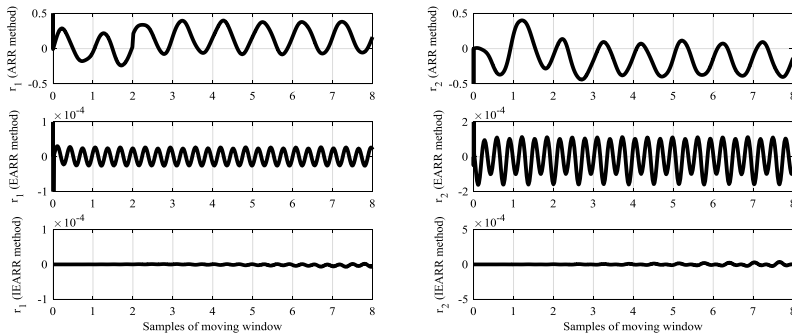 r1 (ARR method)
0.5
0
-0.5
0 1 2 3 4 5 6 7 8
r2 (ARR method)
0.5
0
-0.5
0 1 2 3 4 5 6 7 8
r1 (EARR method)
×10-4
1
0
-1
0 1 2 3 4 5 6 7 8
r2 (EARR method)
×10-4
2
0
-2
0 1 2 3 4 5 6 7 8
r1 (IEARR method)
×10-4
1
0
-1
0 1 2 3 4 5 6 7 8
Samples of moving window
r2 (IEARR method)
×10-4
5
0
-5
0 1 2 3 4 5 6 7 8
Samples of moving window